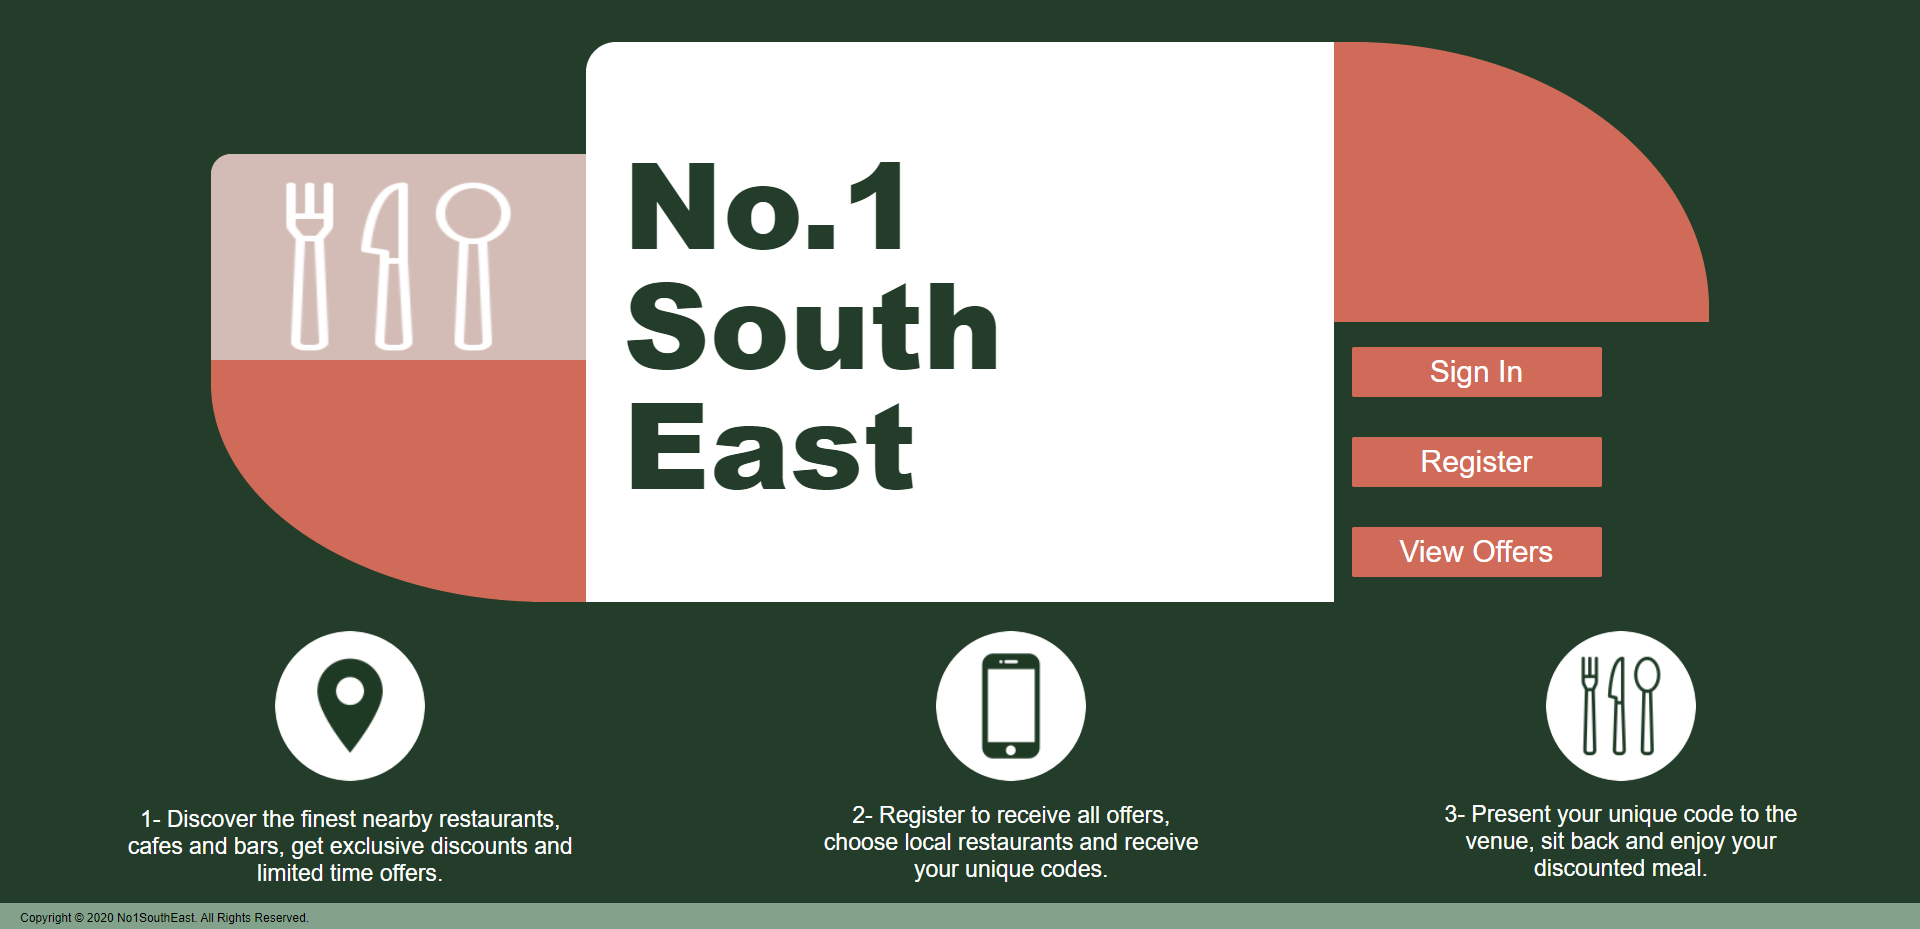 No.1
South
East
Sign In
Register
View Offers
1- Discover the finest nearby restaurants,
cafes and bars, get exclusive discounts and
limited time offers.
2- Register to receive all offers,
choose local restaurants and receive
your unique codes.
3- Present your unique code to the
venue, sit back and enjoy your
discounted meal.
Copyright © 2020 No1SouthEast. All Rights Reserved.